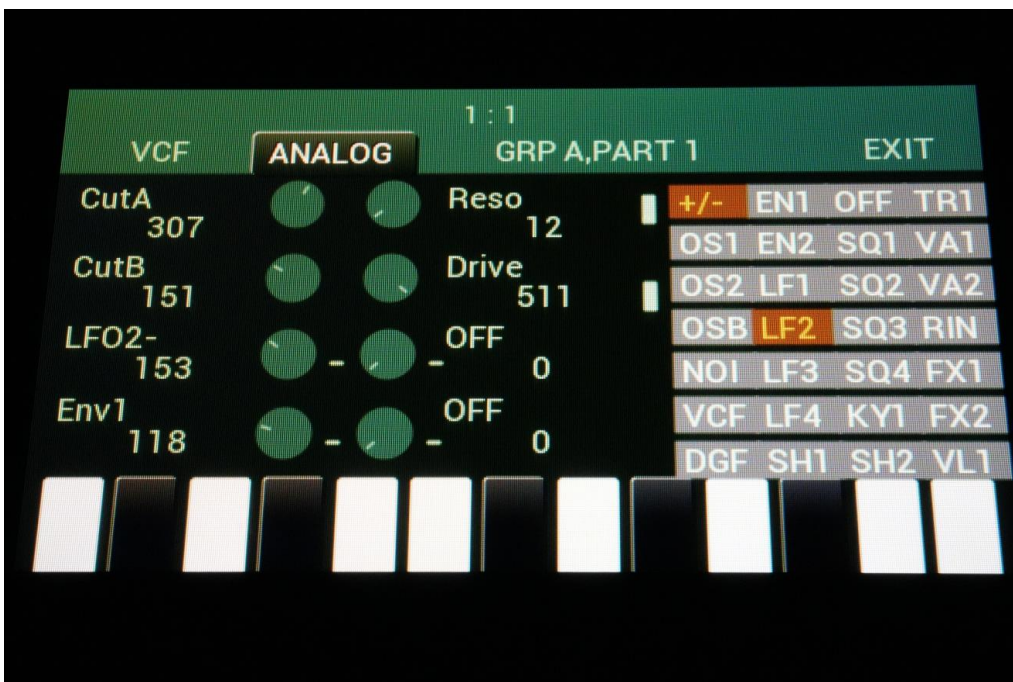 1 : 1
VCF ANALOG GRP A,PART 1 EXIT
CutA Reso +/- EN1 OFF TR1
307 12
CutB Drive OS1 EN2 SQ1 VA1
151 511 OS2 LF1 SQ2 VA2
LFO2- OFF OSB LF2 SQ3 RIN
153 - - 0 NOI LF3 SQ4 FX1
Env1 OFF VCF LF4 KY1 FX2
118 - - 0 DGF SH1 SH2 VL1